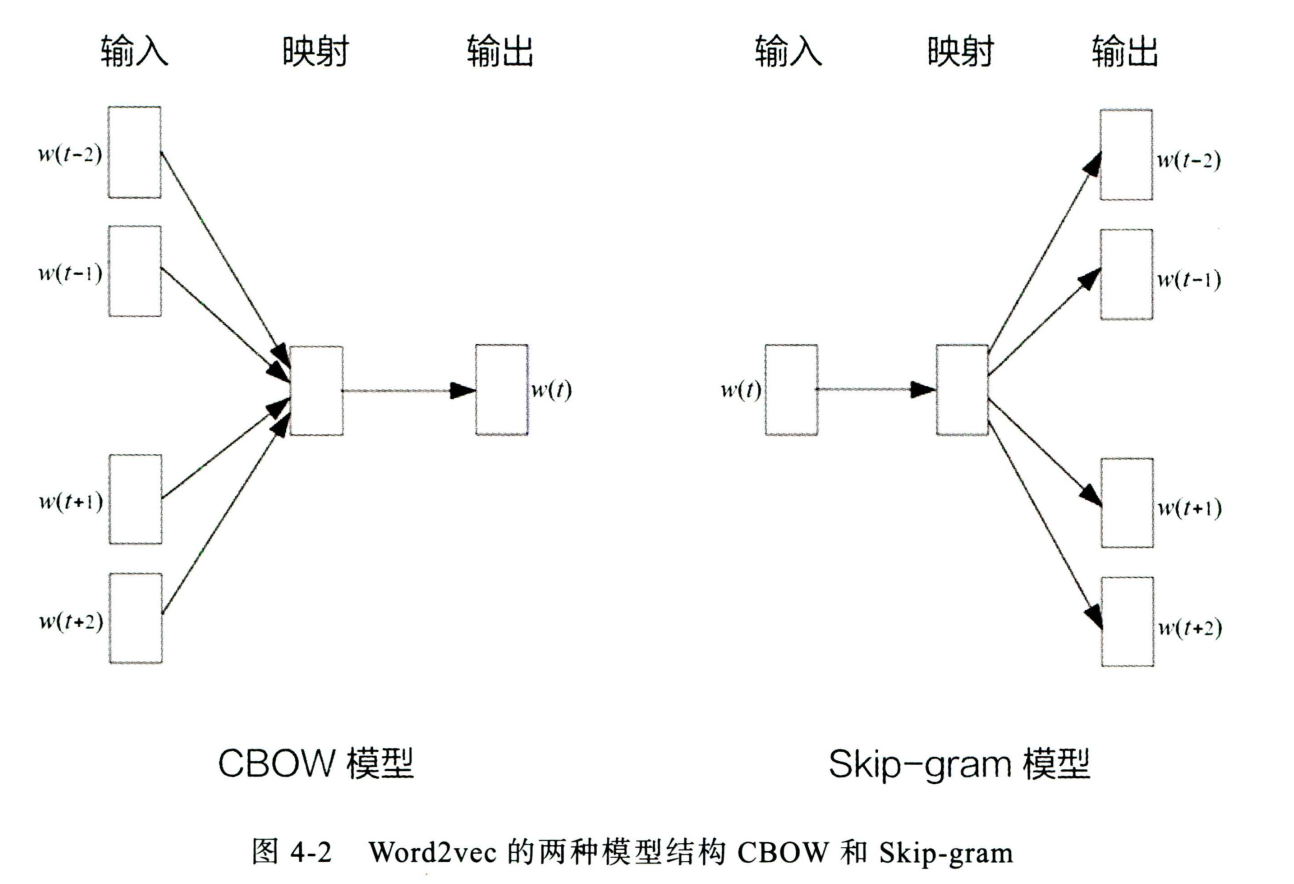 输入 映射 输出 输入 映射 输出
w(t-2) w(t-2)
w(t-1) w(t-1)
w(t) w(t)
w(t+1) w(t+1)
w(t+2) w(t+2)
CBOW 模型 Skip-gram 模型
图 4-2 Word2vec 的两种模型结构 CBOW 和 Skip-gram